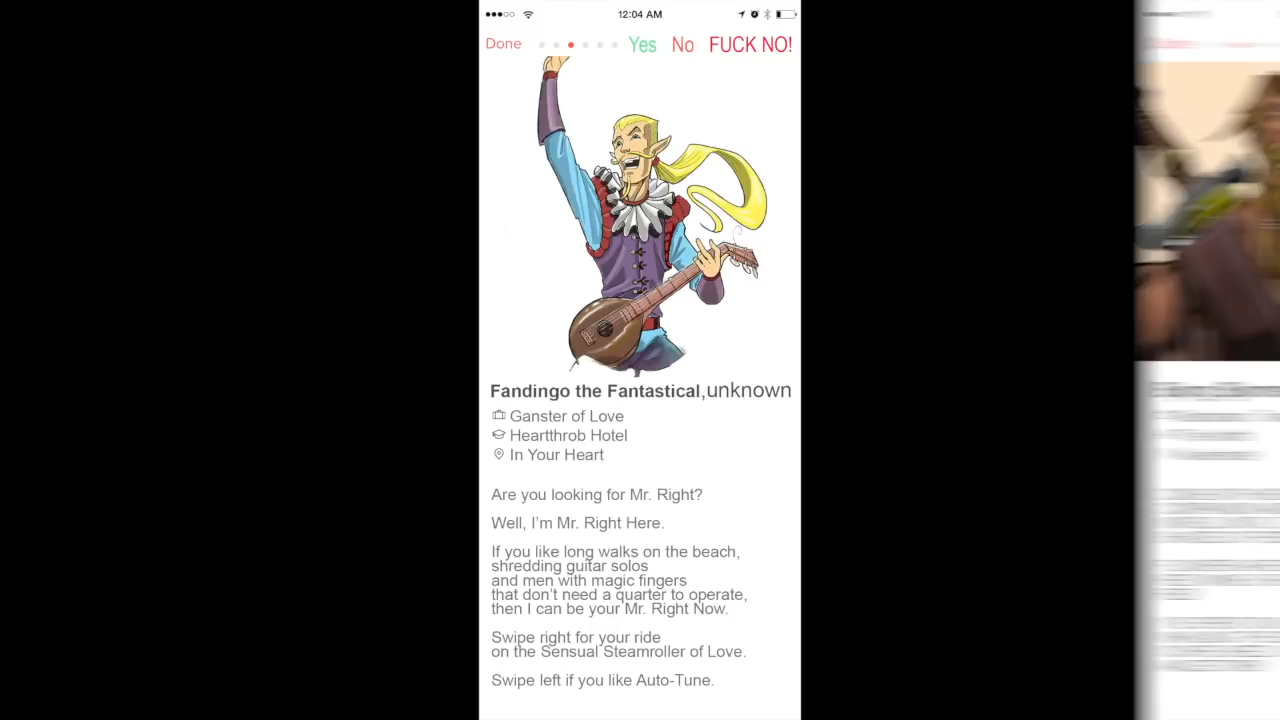 12:04 AM
Done Yes No FUCK NO!
Fandingo the Fantastical,unknown
Ganster of Love
Heartthrob Hotel
In Your Heart
Are you looking for Mr. Right?
Well, I'm Mr. Right Here.
If you like long walks on the beach,
shredding guitar solos
and men with magic fingers
that don't need a quarter to operate,
then I can be your Mr. Right Now.
Swipe right for your ride
on the Sensual Steamroller of Love.
Swipe left if you like Auto-Tune.